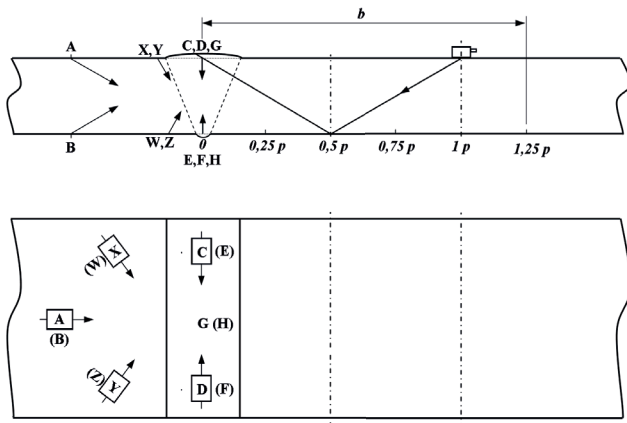 b
A X,Y C,D,G
B W,Z 0 0,25 p 0,5 p 0,75 p 1 p 1,25 p
E,F,H
(W) X C (E)
A G (H)
(B)
(Z) Y D (F)